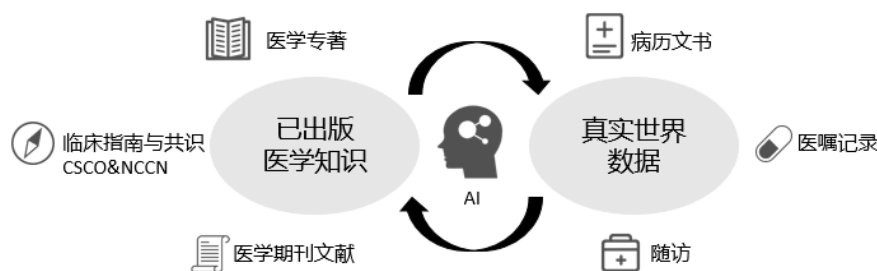 医学专著
病历文书
已出版
医学知识
真实世界
数据
临床指南与共识
CSCO&NCCN
医嘱记录
AI
医学期刊文献
随访